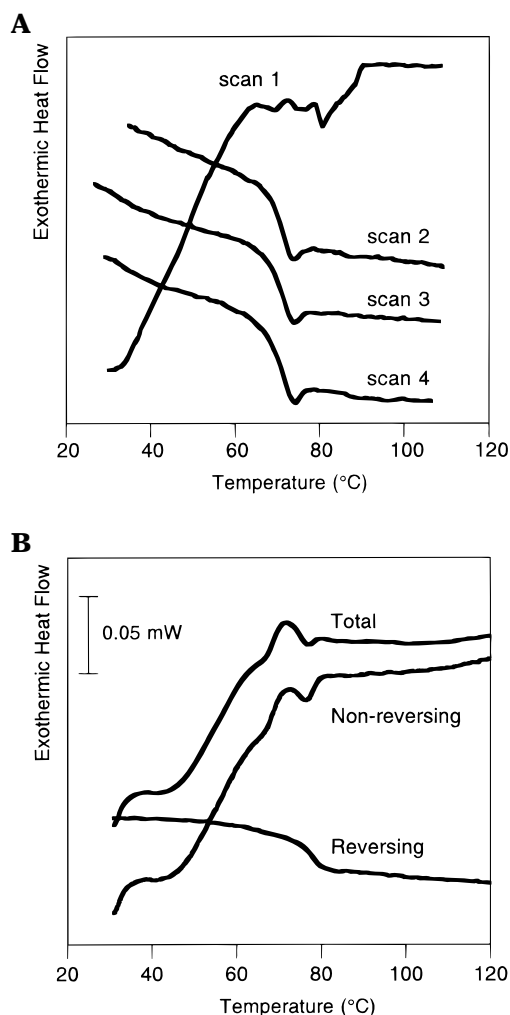 A
Exothermic Heat Flow
scan 1
scan 2
scan 3
scan 4
20 40 60 80 100 120
Temperature (°C)
B
Exothermic Heat Flow
0.05 mW
Total
Non-reversing
Reversing
20 40 60 80 100 120
Temperature (°C)